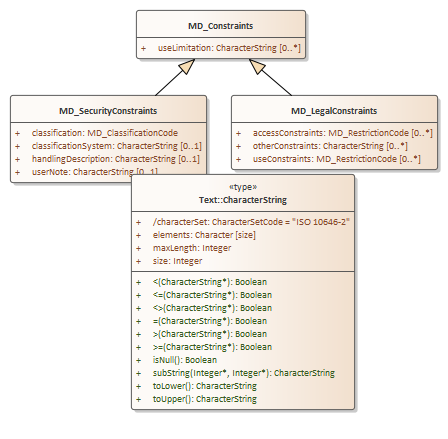 MD_Constraints
+ useLimitation: CharacterString [0..*]
MD_SecurityConstraints
+ classification: MD_ClassificationCode
+ classificationSystem: CharacterString [0..1]
+ handlingDescription: CharacterString [0..1]
+ userNote: CharacterString [0..1]
MD_LegalConstraints
+ accessConstraints: MD_RestrictionCode [0..*]
+ otherConstraints: CharacterString [0..*]
+ useConstraints: MD_RestrictionCode [0..*]
«type»
Text::CharacterString
+ /characterSet: CharacterSetCode = "ISO 10646-2"
+ elements: Character [size]
+ maxLength: Integer
+ size: Integer
+ <(CharacterString*): Boolean
+ <=(CharacterString*): Boolean
+ <>(CharacterString*): Boolean
+ =(CharacterString*): Boolean
+ >(CharacterString*): Boolean
+ >=(CharacterString*): Boolean
+ isNull(): Boolean
+ subString(Integer*, Integer*): CharacterString
+ toLower(): CharacterString
+ toUpper(): CharacterString